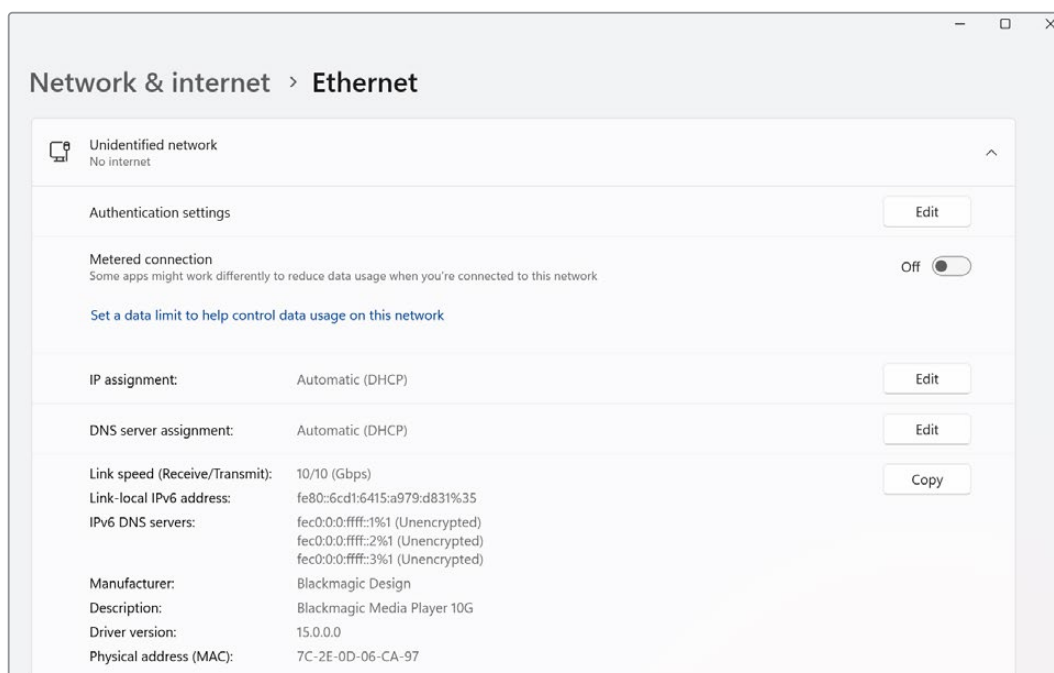 Network & internet > Ethernet
Unidentified network
No internet
Authentication settings
Edit
Metered connection
Some apps might work differently to reduce data usage when you're connected to this network
Off
Set a data limit to help control data usage on this network
IP assignment: Automatic (DHCP)
Edit
DNS server assignment: Automatic (DHCP)
Edit
Link speed (Receive/Transmit): 10/10 (Gbps)
Copy
Link-local IPv6 address: fe80::6cd1:6415:a979:d831%35
IPv6 DNS servers: fec0:0:0:ffff::1%1 (Unencrypted)
fec0:0:0:ffff::2%1 (Unencrypted)
fec0:0:0:ffff::3%1 (Unencrypted)
Manufacturer: Blackmagic Design
Description: Blackmagic Media Player 10G
Driver version: 15.0.0.0
Physical address (MAC): 7C-2E-0D-06-CA-97